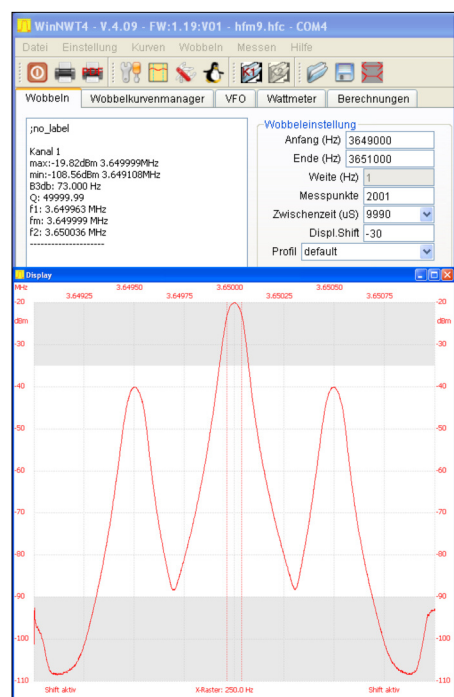 WinNWT4 - V.4.09 - FW:1.19:V01 - hfm9.hfc - COM4
Datei Einstellung Kurven Wobbeln Messen Hilfe
Wobbeln Wobbelkurvenmanager VFO Wattmeter Berechnungen
;no_label
Kanal 1
max:-19.82dBm 3.649999MHz
min:-108.56dBm 3.649108MHz
B3db: 73.000 Hz
Q: 49999.99
f1: 3.649963 MHz
fm: 3.649999 MHz
f2: 3.650036 MHz
---------------------
Wobbeleinstellung
Anfang (Hz) 3649000
Ende (Hz) 3651000
Weite (Hz) 1
Messpunkte 2001
Zwischenzeit (uS) 9990
Displ.Shift -30
Profil default
Display
MHz 3.64950 3.65000 3.65050
3.64925 3.64975 3.65025 3.65075
-20 -20
dBm dBm
-30 -30
-40 -40
-50 -50
-60 -60
-70 -70
-80 -80
-90 -90
-100 -100
-110 -110
Shift aktiv X-Raster: 250.0 Hz Shift aktiv